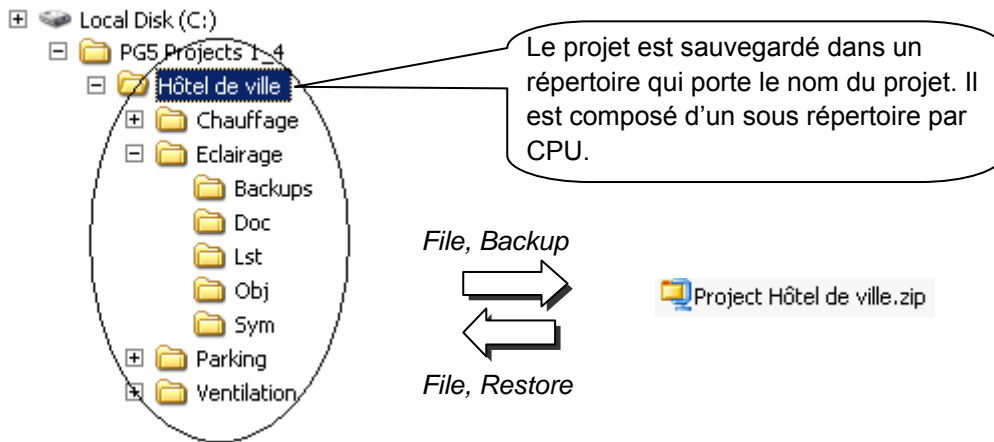 Local Disk (C:)
PG5 Projects 1_4
Hôtel de ville
Chauffage
Eclairage
Backups
Doc
Lst
Obj
Sym
Parking
Ventilation
Le projet est sauvegardé dans un
répertoire qui porte le nom du projet. Il
est composé d’un sous répertoire par
CPU.
File, Backup
Project Hôtel de ville.zip
File, Restore